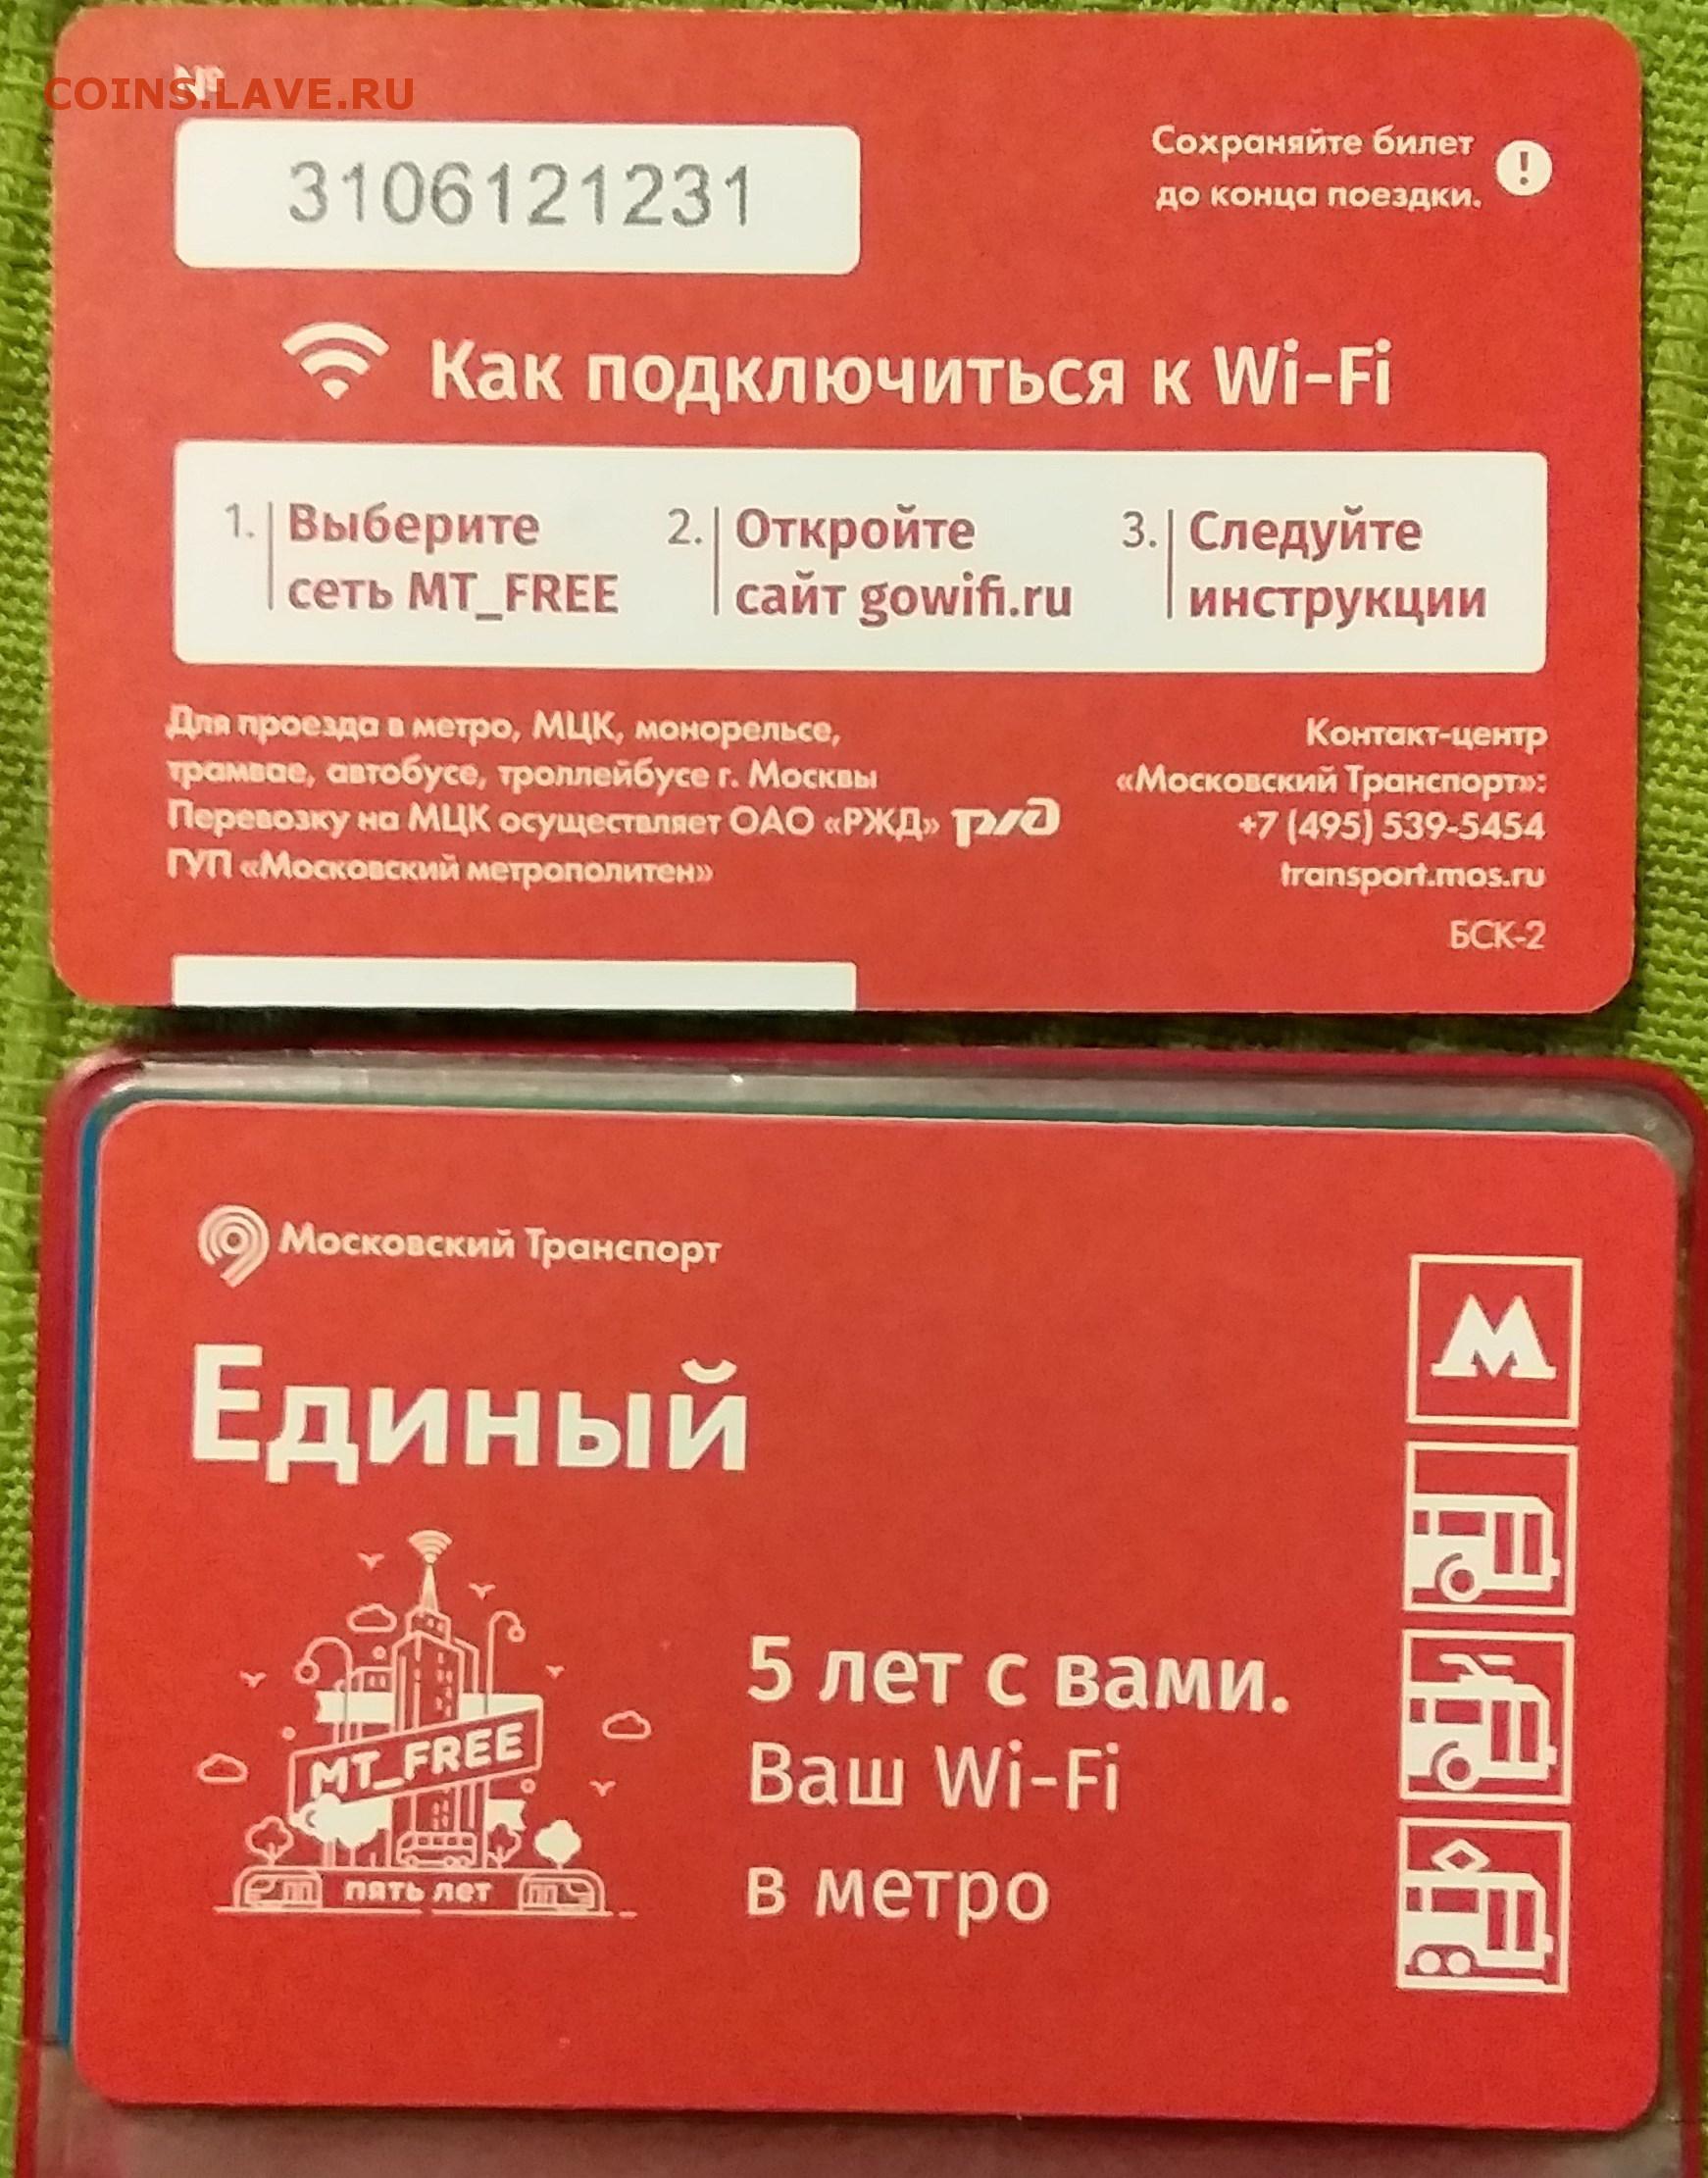 №
COINS.LAVE.RU
3106121231
Сохраняйте билет
до конца поездки.
!
Как подключиться к Wi-Fi
1. Выберите
сеть MT_FREE
2. Откройте
сайт gowifi.ru
3. Следуйте
инструкции
Для проезда в метро, МЦК, монорельсе,
трамвае, автобусе, троллейбусе г. Москвы
Перевозку на МЦК осуществляет ОАО «РЖД» ржд
ГУП «Московский метрополитен»
Контакт-центр
«Московский Транспорт»:
+7 (495) 539-5454
transport.mos.ru
БСК-2
Московский Транспорт
Единый
М
MT_FREE
пять лет
5 лет с вами.
Ваш Wi-Fi
в метро